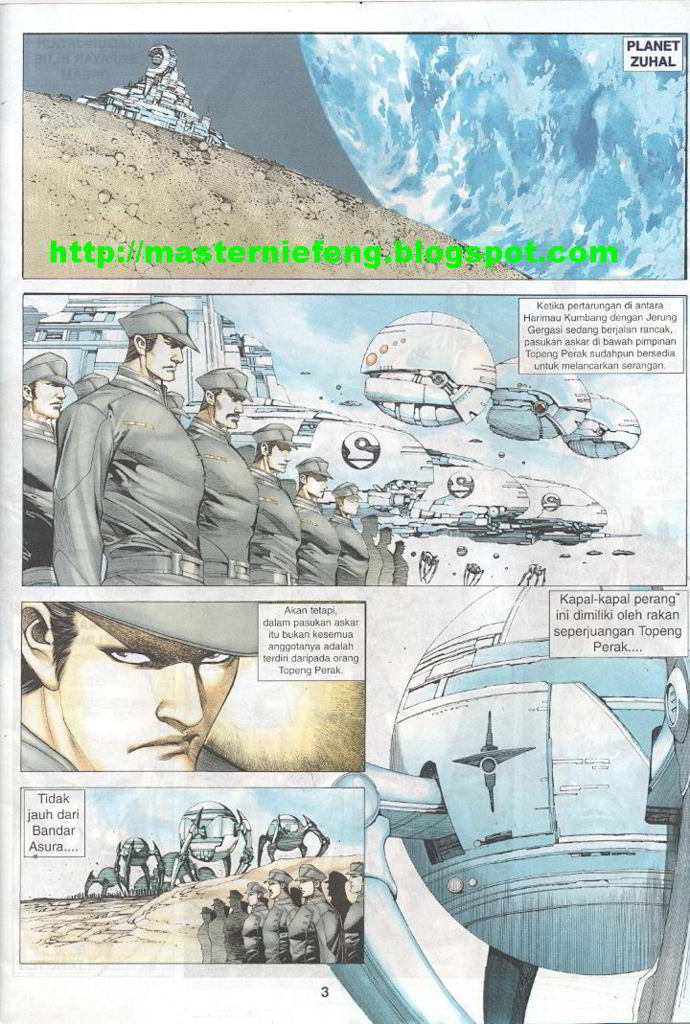 PLANET
ZUHAL
http://masterniefeng.blogspot.com
Ketika pertarungan di antara
Harimau Kumbang dengan Jerung
Gergasi sedang berjalan rancak,
pasukan askar di bawah pimpinan
Topeng Perak sudahpun bersedia
untuk melancarkan serangan.
Akan tetapi,
dalam pasukan askar
itu bukan kesemua
anggotanya adalah
terdiri daripada orang
Topeng Perak.
Kapal-kapal perang
ini dimiliki oleh rakan
seperjuangan Topeng
Perak....
Tidak
jauh dari
Bandar
Asura....
3